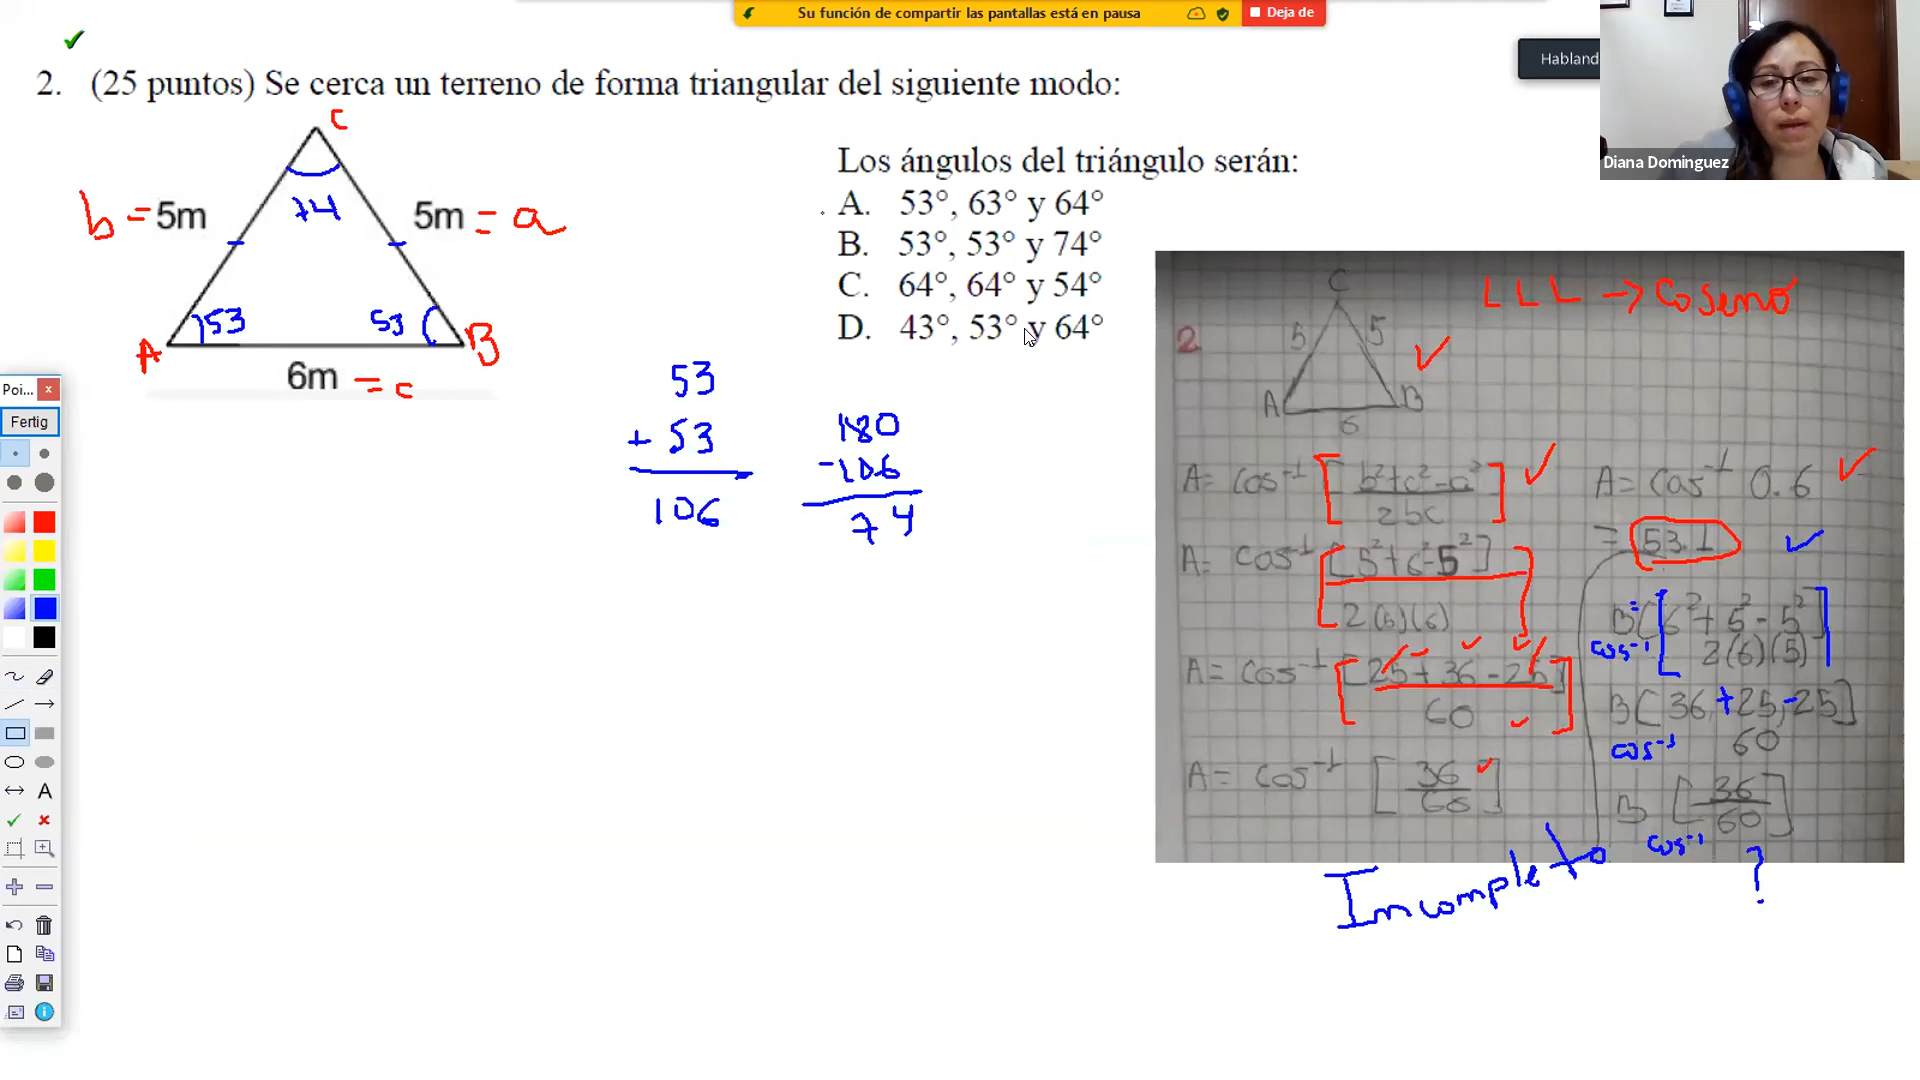 Su función de compartir las pantallas está en pausa
Deja de
Habland
Diana Dominguez
2. (25 puntos) Se cerca un terreno de forma triangular del siguiente modo:
C
b = 5m
5m = a
74
53
53
A
B
6m = c
Los ángulos del triángulo serán:
A. 53°, 63° y 64°
B. 53°, 53° y 74°
C. 64°, 64° y 54°
D. 43°, 53° y 64°
53
+ 53
106
180
-106
74
Poi...
Fertig
A
2
C
5
5
A
B
6
LLL → coseno
A = cos⁻¹ [b²+c²-a²]
2bc
A = cos⁻¹ [5²+6²-5²]
2(5)(6)
A = cos⁻¹ [25+36-25]
60
A = cos⁻¹ [36]
60
A = cos⁻¹ 0.6
= 53.1
B = [6²+5²-5²]
cos⁻¹ 2(6)(5)
B [36+25-25]
cos⁻¹ 60
B [36]
cos⁻¹ 60
Incompleto ?